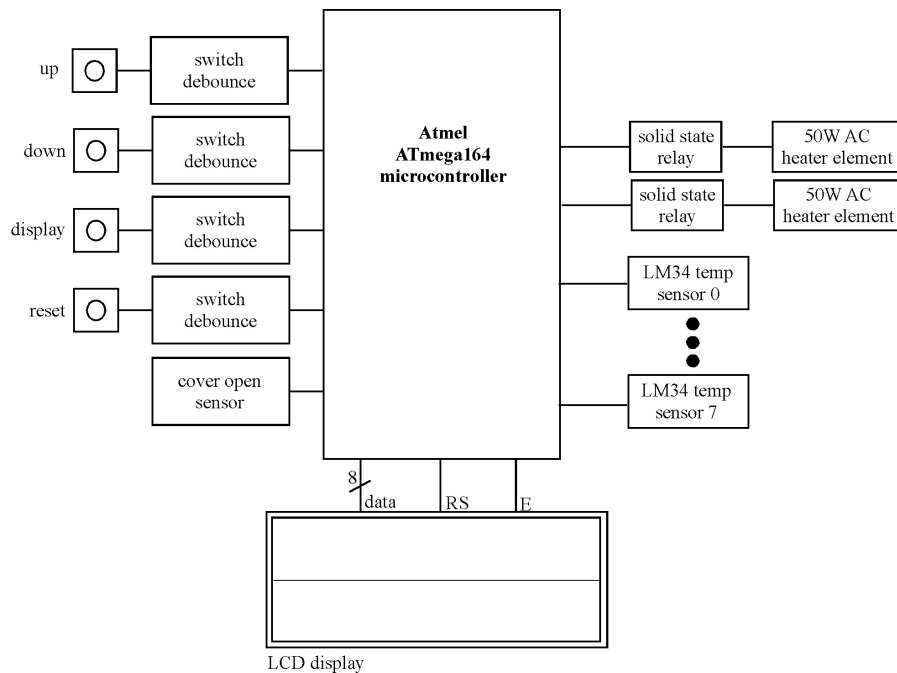 up
switch
debounce
down
switch
debounce
display
switch
debounce
reset
switch
debounce
cover open
sensor
Atmel
ATmega164
microcontroller
solid state
relay
50W AC
heater element
solid state
relay
50W AC
heater element
LM34 temp
sensor 0
LM34 temp
sensor 7
8
data
RS
E
LCD display